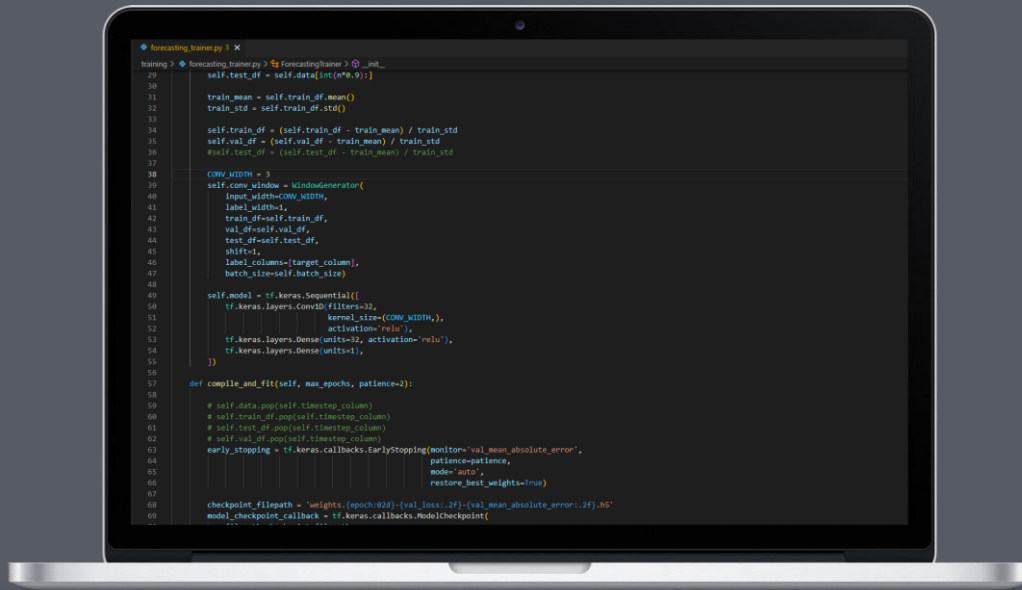 forecasting_trainer.py 3 ×
training > forecasting_trainer.py > ForecastingTrainer > __init__
29 self.test_df = self.data[int(n*0.9):]
30
31 train_mean = self.train_df.mean()
32 train_std = self.train_df.std()
33
34 self.train_df = (self.train_df - train_mean) / train_std
35 self.val_df = (self.val_df - train_mean) / train_std
36 #self.test_df = (self.test_df - train_mean) / train_std
37
38 CONV_WIDTH = 3
39 self.conv_window = WindowGenerator(
40 input_width=CONV_WIDTH,
41 label_width=1,
42 train_df=self.train_df,
43 val_df=self.val_df,
44 test_df=self.test_df,
45 shift=1,
46 label_columns=[target_column],
47 batch_size=self.batch_size)
48
49 self.model = tf.keras.Sequential([
50 tf.keras.layers.Conv1D(filters=32,
51 kernel_size=(CONV_WIDTH,),
52 activation='relu'),
53 tf.keras.layers.Dense(units=32, activation='relu'),
54 tf.keras.layers.Dense(units=1),
55 ])
56
57 def compile_and_fit(self, max_epochs, patience=2):
58
59 # self.data.pop(self.timestep_column)
60 # self.train_df.pop(self.timestep_column)
61 # self.test_df.pop(self.timestep_column)
62 # self.val_df.pop(self.timestep_column)
63 early_stopping = tf.keras.callbacks.EarlyStopping(monitor='val_mean_absolute_error',
64 patience=patience,
65 mode='auto',
66 restore_best_weights=True)
67
68 checkpoint_filepath = 'weights.{epoch:02d}-{val_loss:.2f}-{val_mean_absolute_error:.2f}.h5'
69 model_checkpoint_callback = tf.keras.callbacks.ModelCheckpoint(